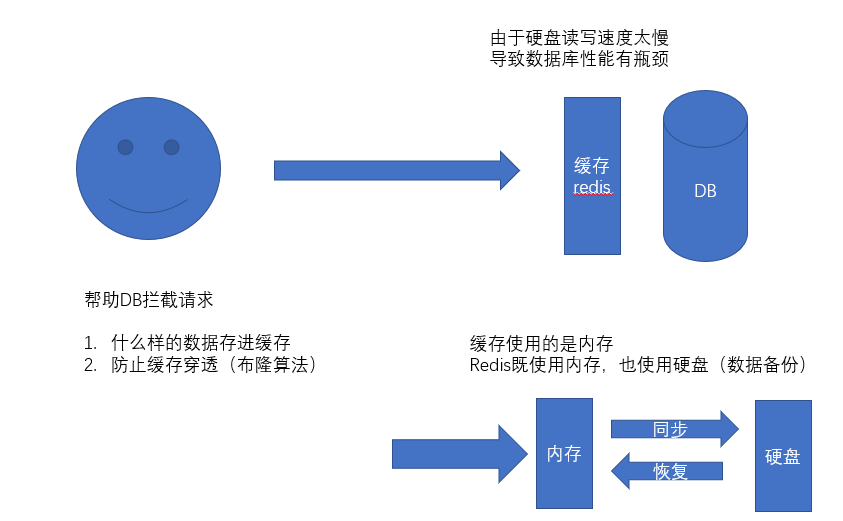 由于硬盘读写速度太慢
导致数据库性能有瓶颈
缓存
redis
DB
帮助DB拦截请求
1. 什么样的数据存进缓存
2. 防止缓存穿透（布隆算法）
缓存使用的是内存
Redis既使用内存，也使用硬盘（数据备份）
内存
同步
恢复
硬盘